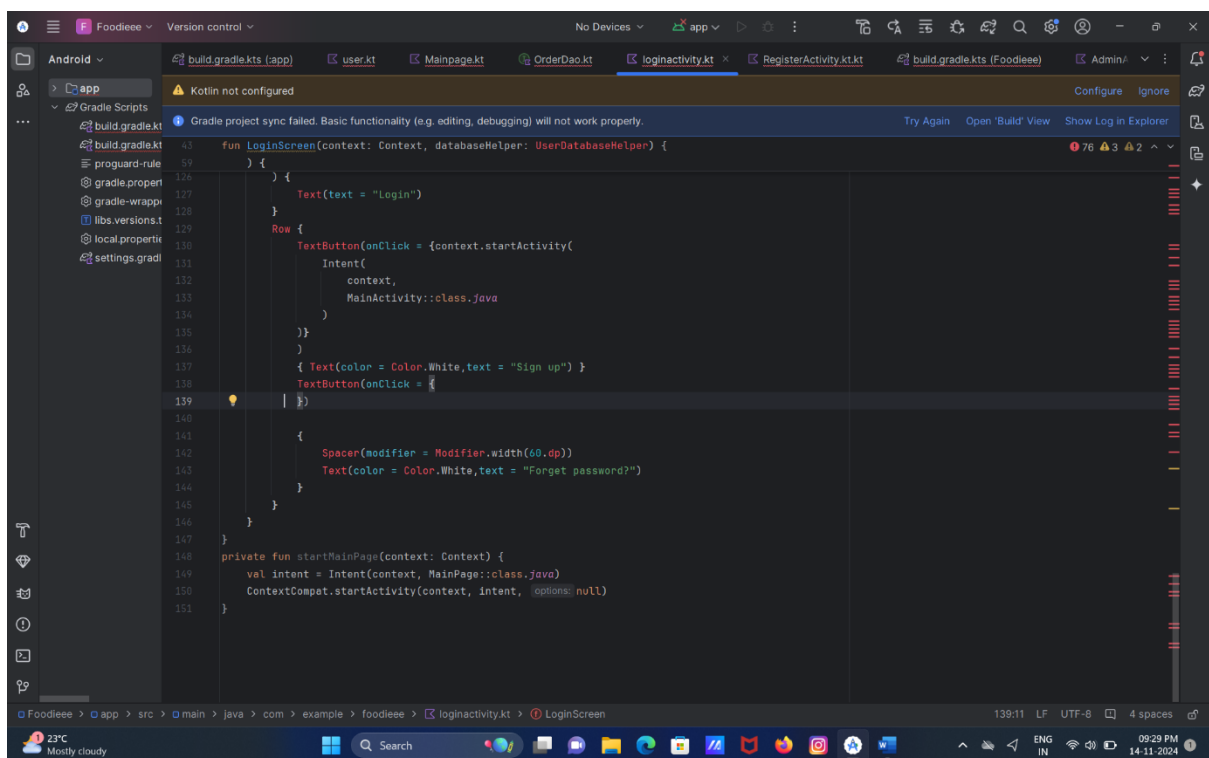 F Foodieee Version control No Devices app
Android build.gradle.kts (:app) user.kt Mainpage.kt OrderDao.kt loginactivity.kt × RegisterActivity.kt.kt build.gradle.kts (Foodieee) AdminA
app
Kotlin not configured Configure Ignore
Gradle Scripts
Gradle project sync failed. Basic functionality (e.g. editing, debugging) will not work properly. Try Again Open 'Build' View Show Log in Explorer
build.gradle.kt
build.gradle.kt
proguard-rule
gradle.propert
gradle-wrappe
libs.versions.t
local.propertie
settings.gradl
76 3 2
43 fun LoginScreen(context: Context, databaseHelper: UserDatabaseHelper) {
59 ) {
126 ) {
127 Text(text = "Login")
128 }
129 Row {
130 TextButton(onClick = {context.startActivity(
131 Intent(
132 context,
133 MainActivity::class.java
134 )
135 )}
136 )
137 { Text(color = Color.White,text = "Sign up") }
138 TextButton(onClick = {
139 })
140
141 {
142 Spacer(modifier = Modifier.width(60.dp))
143 Text(color = Color.White,text = "Forget password?")
144 }
145 }
146 }
147 }
148 private fun startMainPage(context: Context) {
149 val intent = Intent(context, MainPage::class.java)
150 ContextCompat.startActivity(context, intent, options: null)
151 }
Foodieee > app > src > main > java > com > example > foodieee > loginactivity.kt > LoginScreen 139:11 LF UTF-8 4 spaces
1 23°C
Mostly cloudy
Search
ENG
IN
09:29 PM
14-11-2024
1